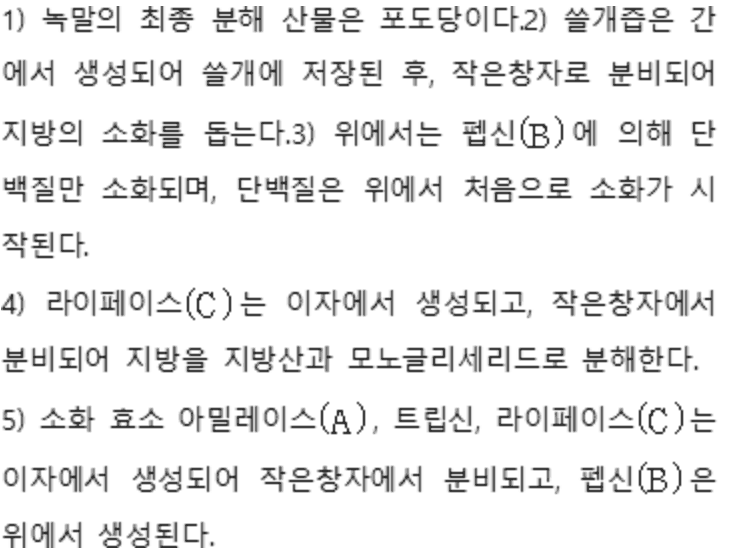 1) 녹말의 최종 분해 산물은 포도당이다.2) 쓸개즙은 간
에서 생성되어 쓸개에 저장된 후, 작은창자로 분비되어
지방의 소화를 돕는다.3) 위에서는 펩신(B)에 의해 단
백질만 소화되며, 단백질은 위에서 처음으로 소화가 시
작된다.
4) 라이페이스(C)는 이자에서 생성되고, 작은창자에서
분비되어 지방을 지방산과 모노글리세리드로 분해한다.
5) 소화 효소 아밀레이스(A), 트립신, 라이페이스(C)는
이자에서 생성되어 작은창자에서 분비되고, 펩신(B)은
위에서 생성된다.